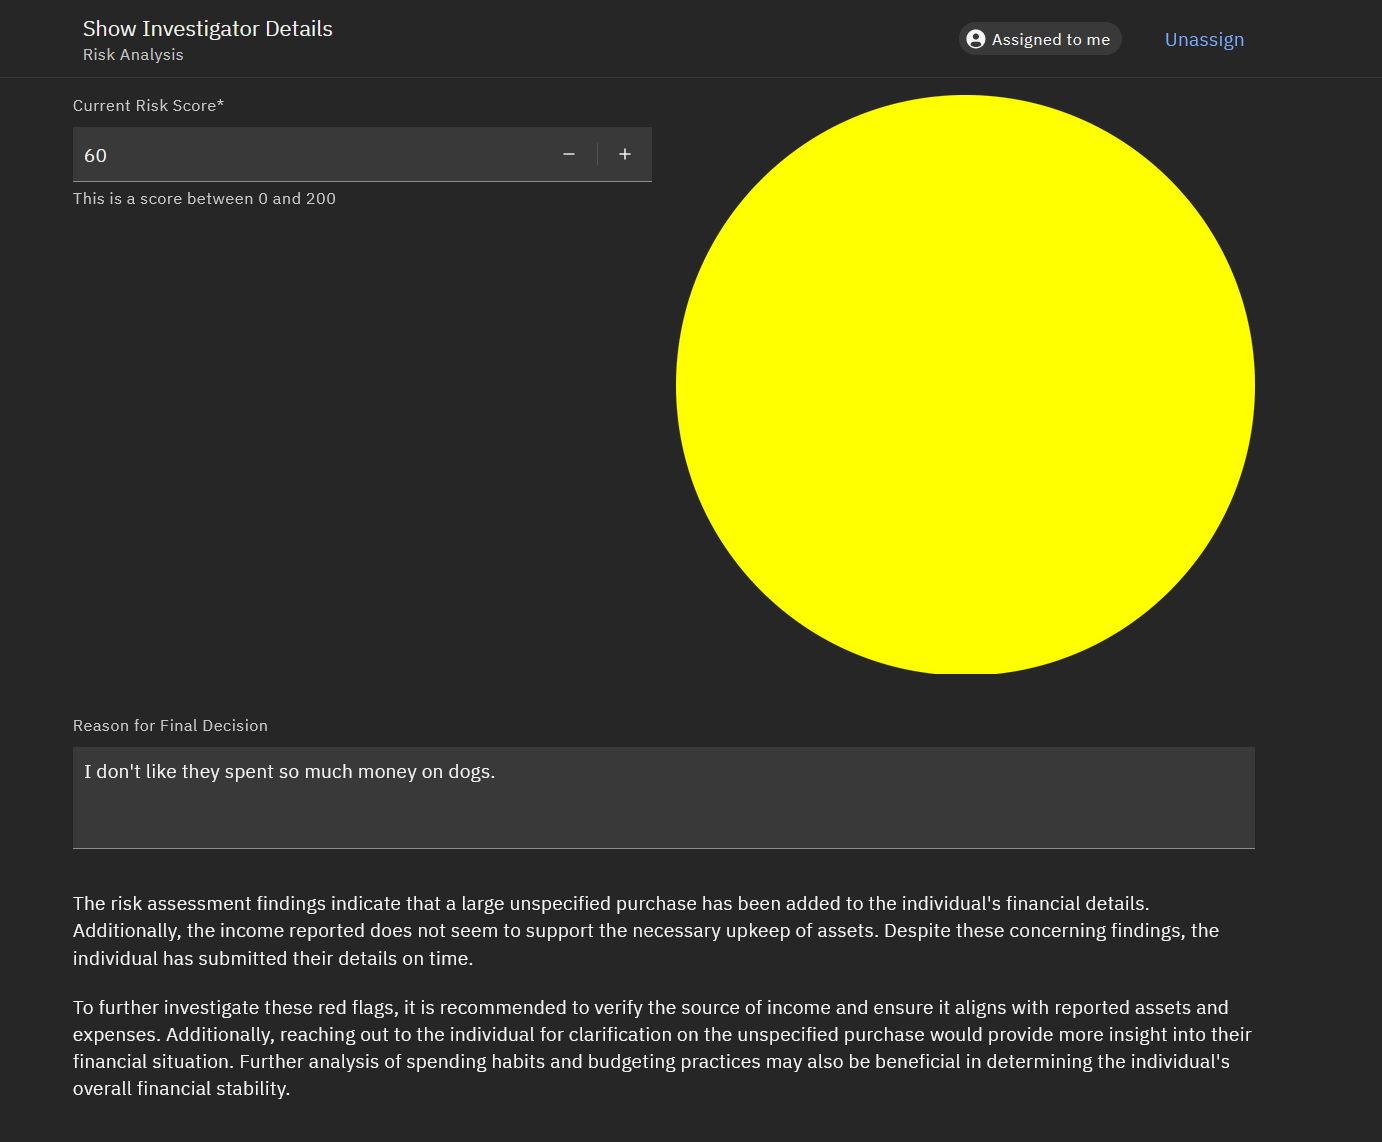 Show Investigator Details
Risk Analysis
Assigned to me
Unassign
Current Risk Score*
60
This is a score between 0 and 200
Reason for Final Decision
I don't like they spent so much money on dogs.
The risk assessment findings indicate that a large unspecified purchase has been added to the individual's financial details.
Additionally, the income reported does not seem to support the necessary upkeep of assets. Despite these concerning findings, the
individual has submitted their details on time.
To further investigate these red flags, it is recommended to verify the source of income and ensure it aligns with reported assets and
expenses. Additionally, reaching out to the individual for clarification on the unspecified purchase would provide more insight into their
financial situation. Further analysis of spending habits and budgeting practices may also be beneficial in determining the individual's
overall financial stability.